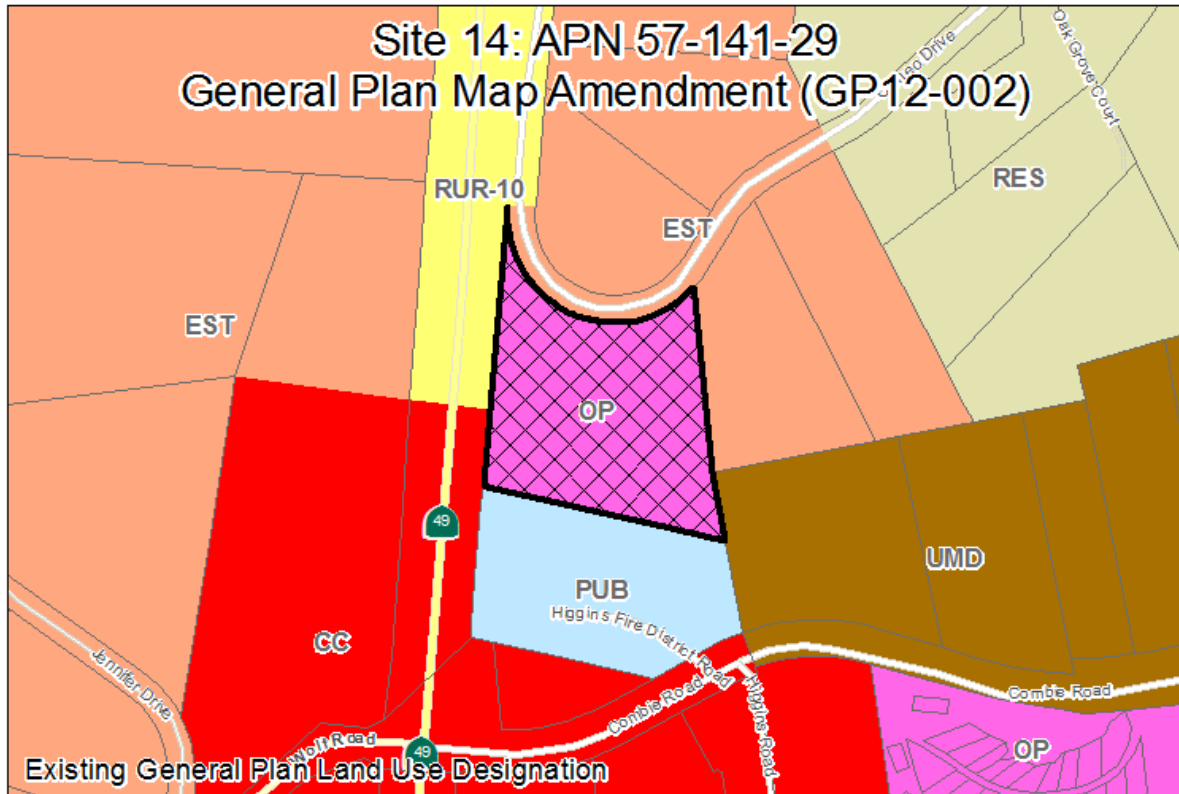 Site 14: APN 57-141-29
General Plan Map Amendment (GP12-002)
Drive
Oak Grove Court
RUR-10
RES
EST
EST
OP
49
UMD
PUB
Higgins Fire District Road
CC
Jennifer Drive
Combie Road
Combie Road
Higgins Road
Wolf Road
49
OP
Existing General Plan Land Use Designation